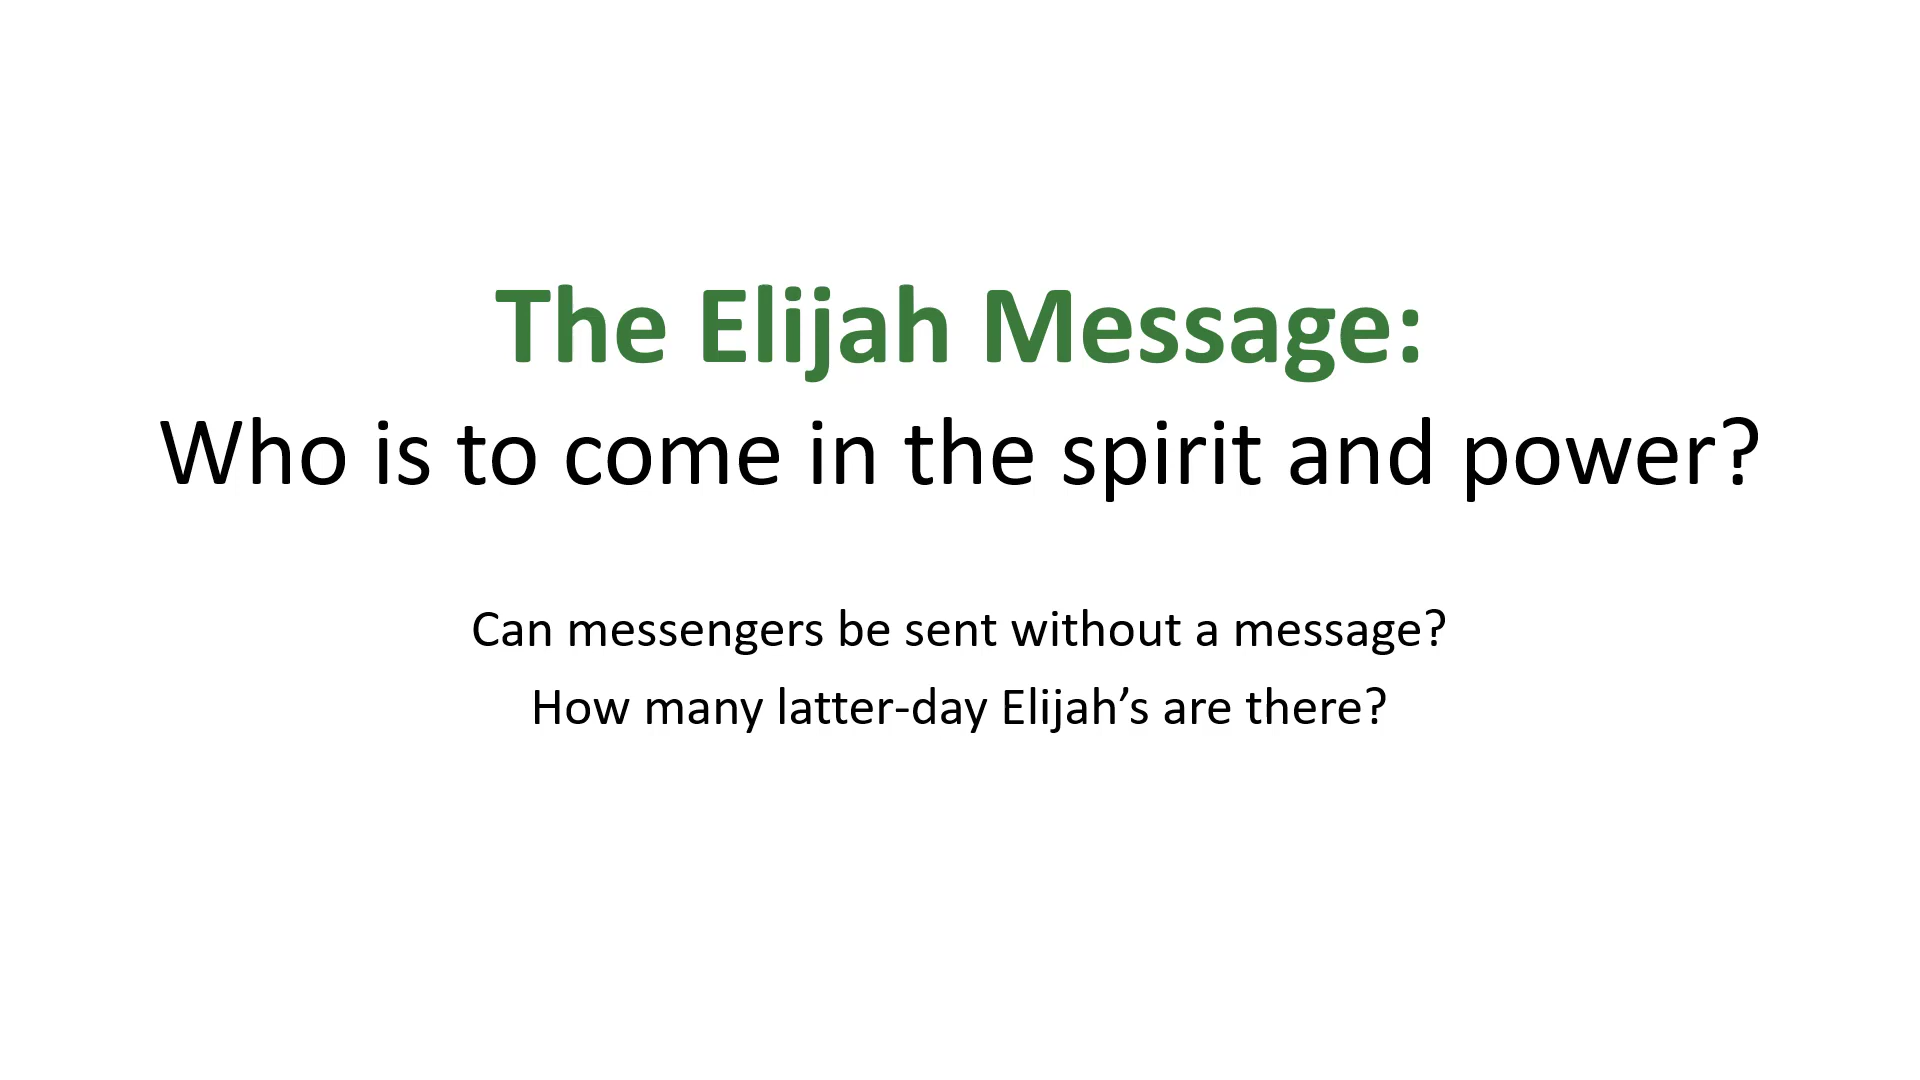 The Elijah Message:
Who is to come in the spirit and power?
Can messengers be sent without a message?
How many latter-day Elijah’s are there?